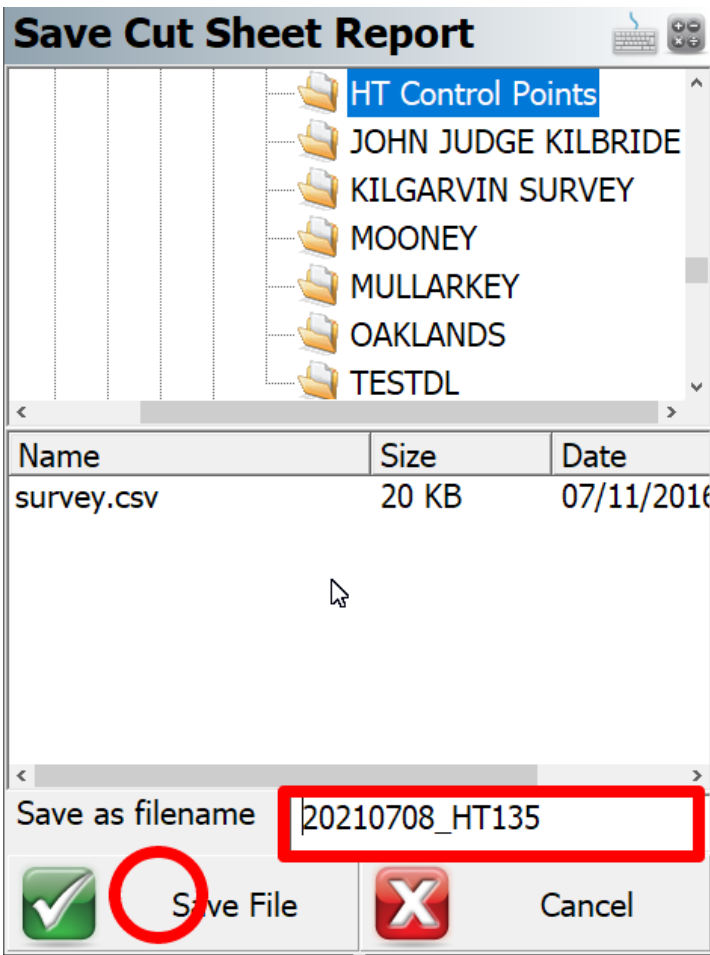 Save Cut Sheet Report
HT Control Points
JOHN JUDGE KILBRIDE
KILGARVIN SURVEY
MOONEY
MULLARKEY
OAKLANDS
TESTDL
Name Size Date
survey.csv 20 KB 07/11/2016
Save as filename 20210708_HT135
Save File Cancel